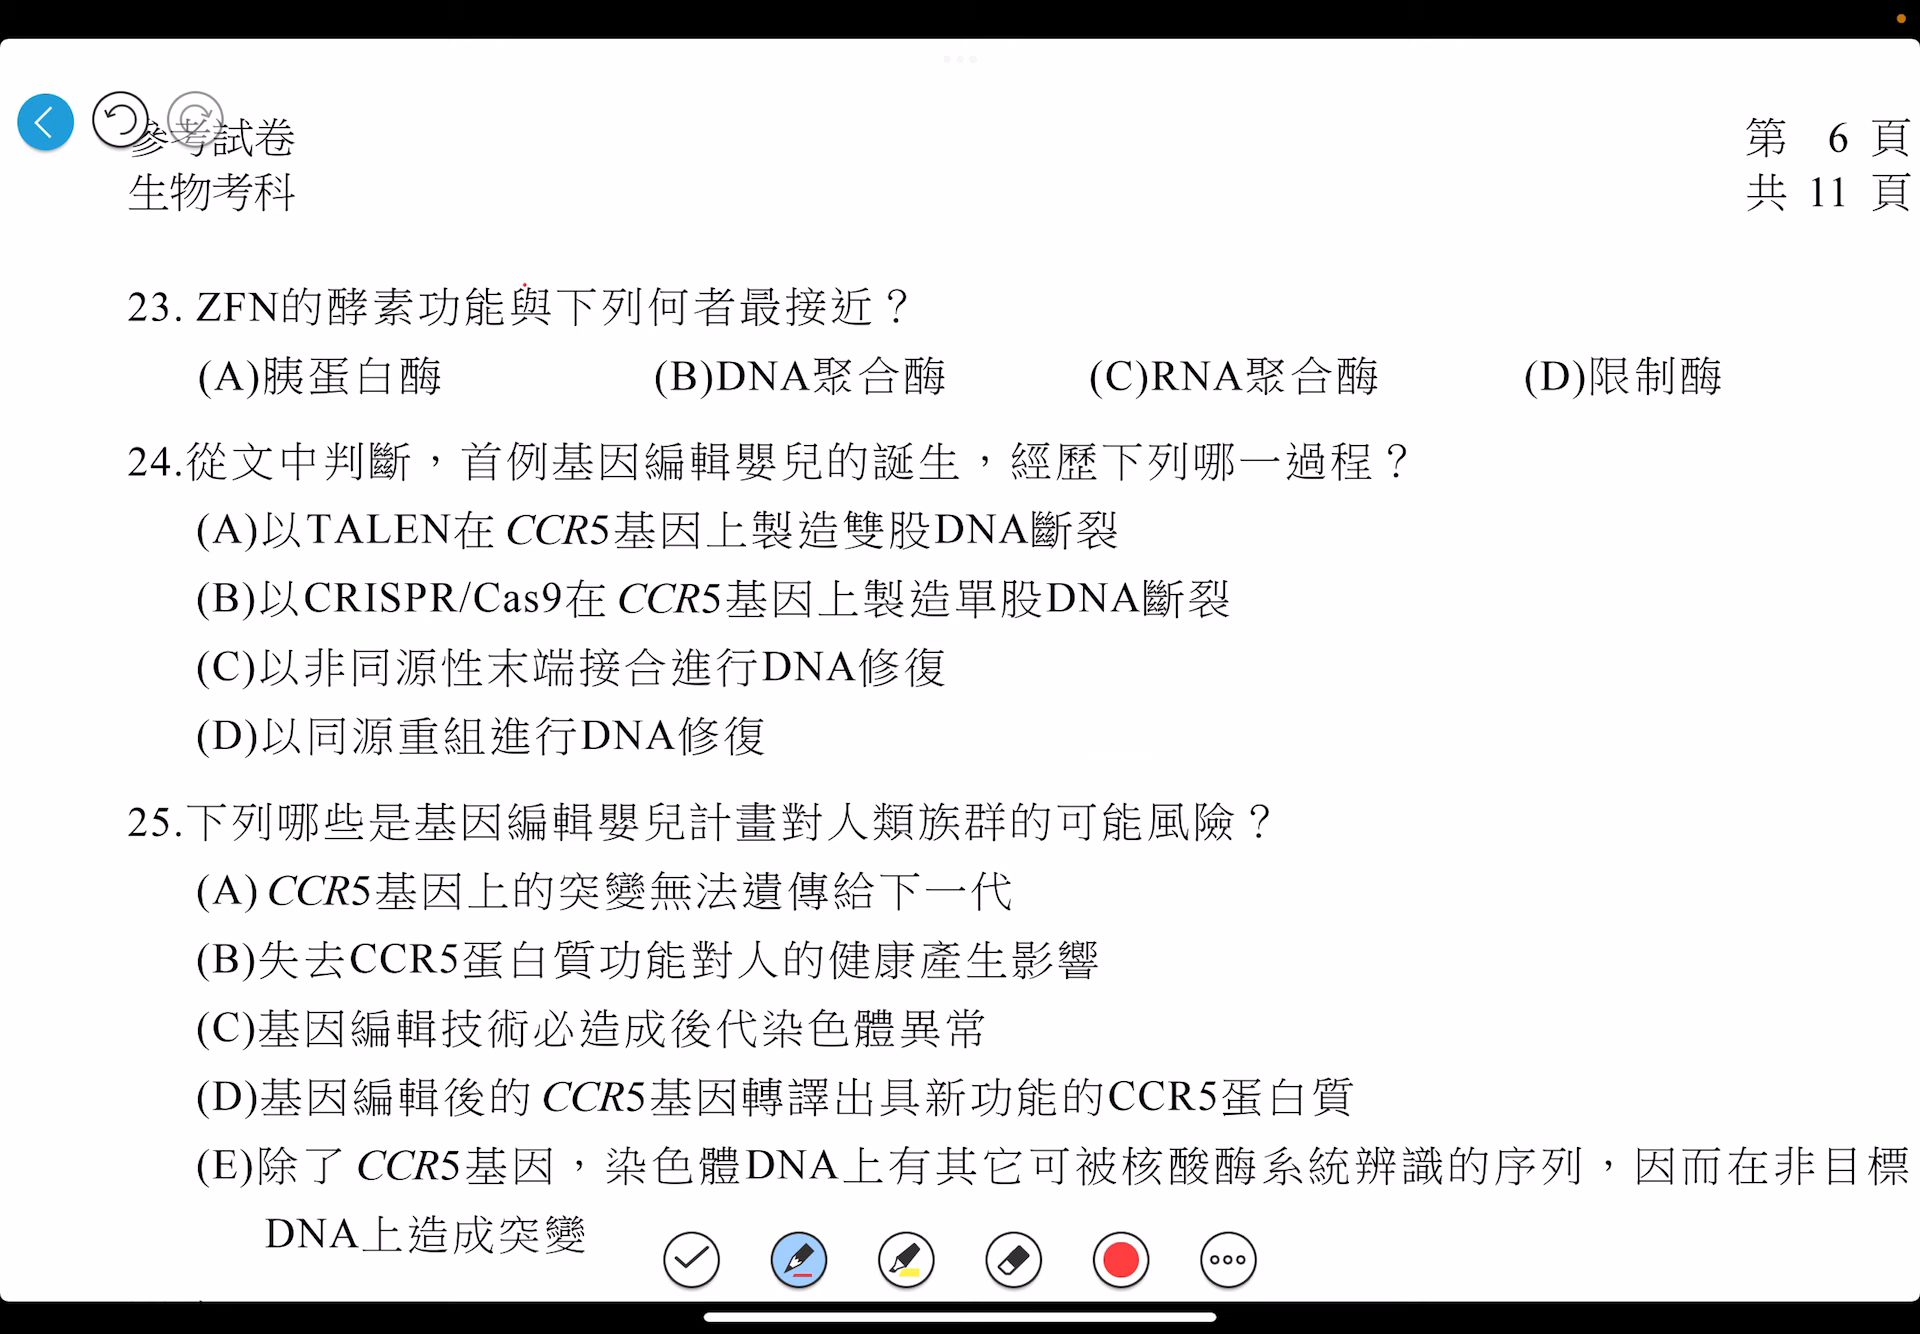 參考試卷
生物考科
第 6 頁
共 11 頁
23. ZFN的酵素功能與下列何者最接近？
(A)胰蛋白酶 (B)DNA聚合酶 (C)RNA聚合酶 (D)限制酶
24.從文中判斷，首例基因編輯嬰兒的誕生，經歷下列哪一過程？
(A)以TALEN在CCR5基因上製造雙股DNA斷裂
(B)以CRISPR/Cas9在CCR5基因上製造單股DNA斷裂
(C)以非同源性末端接合進行DNA修復
(D)以同源重組進行DNA修復
25.下列哪些是基因編輯嬰兒計畫對人類族群的可能風險？
(A)CCR5基因上的突變無法遺傳給下一代
(B)失去CCR5蛋白質功能對人的健康產生影響
(C)基因編輯技術必造成後代染色體異常
(D)基因編輯後的CCR5基因轉譯出具新功能的CCR5蛋白質
(E)除了CCR5基因，染色體DNA上有其它可被核酸酶系統辨識的序列，因而在非目標
DNA上造成突變